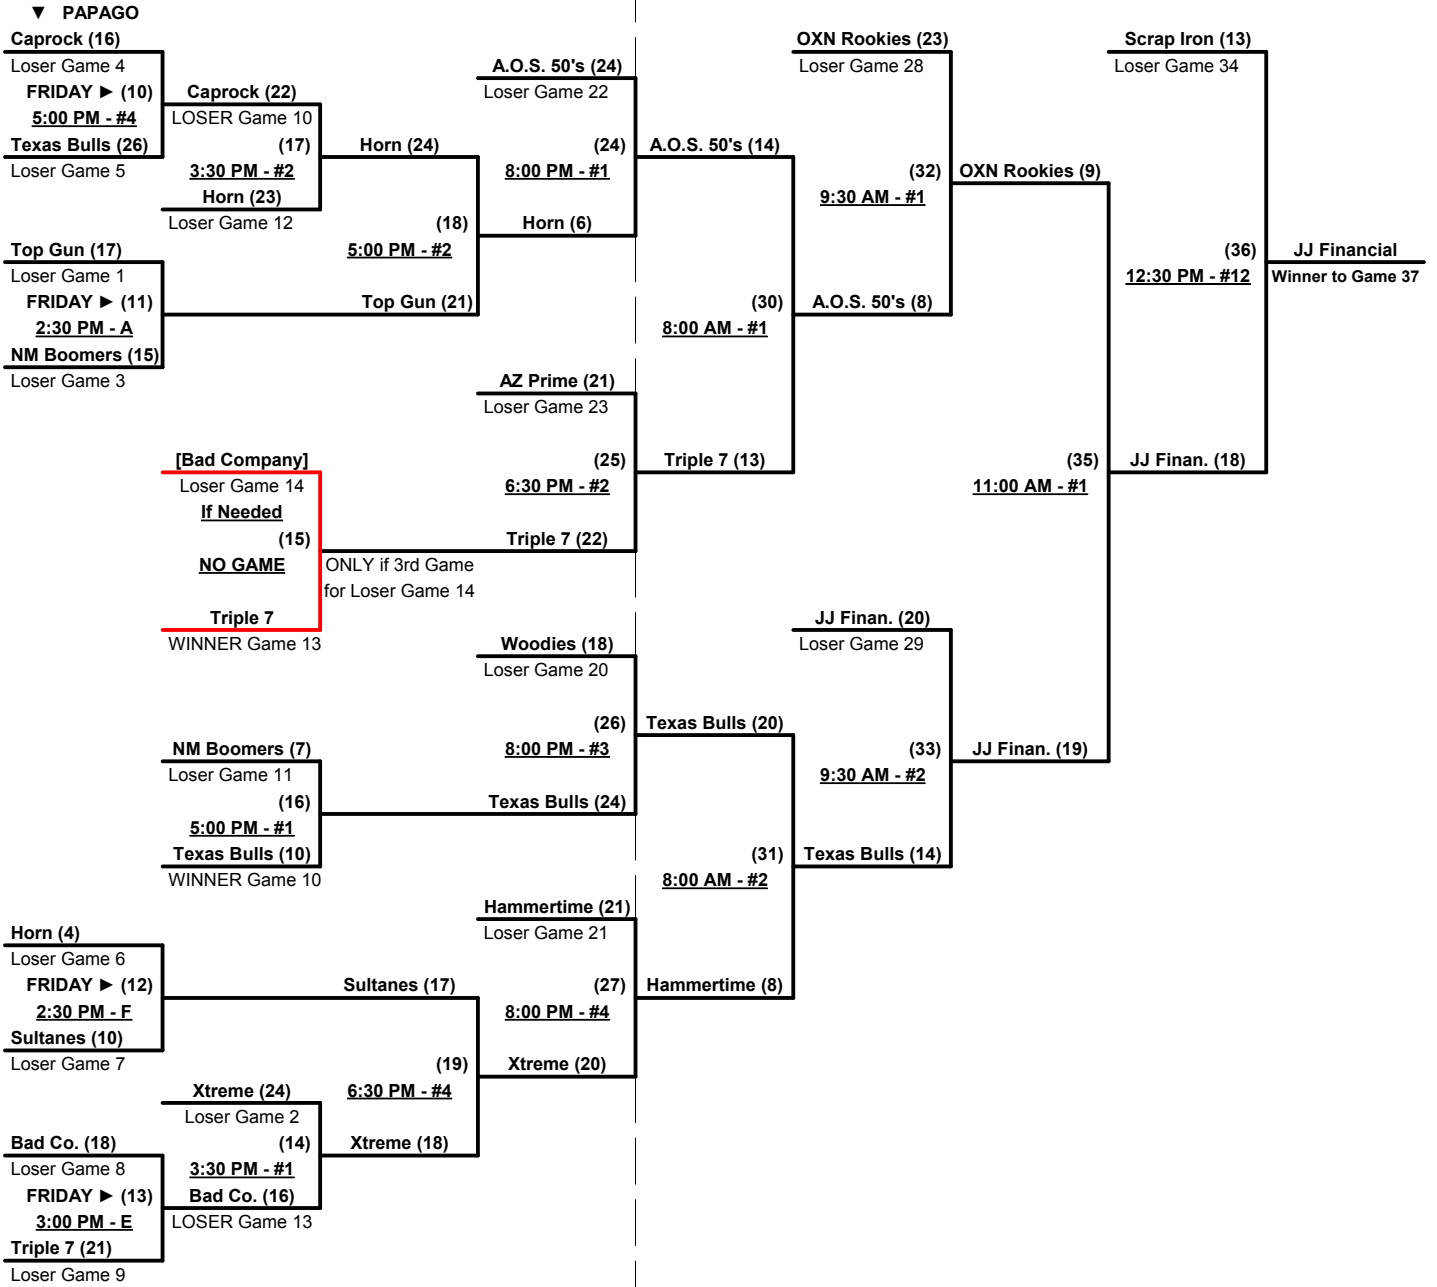 ▼ PAPAGO
Caprock (16)
Loser Game 4
FRIDAY ► (10)
5:00 PM - #4
Texas Bulls (26)
Loser Game 5
Caprock (22)
LOSER Game 10
(17)
3:30 PM - #2
Horn (23)
Loser Game 12
Horn (24)
(18)
5:00 PM - #2
Top Gun (17)
Loser Game 1
FRIDAY ► (11)
2:30 PM - A
NM Boomers (15)
Loser Game 3
Top Gun (21)
A.O.S. 50's (24)
Loser Game 22
(24)
8:00 PM - #1
Horn (6)
A.O.S. 50's (14)
(30)
8:00 AM - #1
AZ Prime (21)
Loser Game 23
(25)
6:30 PM - #2
Triple 7 (22)
Triple 7 (13)
[Bad Company]
Loser Game 14
If Needed
(15)
NO GAME
ONLY if 3rd Game
for Loser Game 14
Triple 7
WINNER Game 13
OXN Rookies (23)
Loser Game 28
(32)
9:30 AM - #1
A.O.S. 50's (8)
OXN Rookies (9)
(35)
11:00 AM - #1
Scrap Iron (13)
Loser Game 34
(36)
12:30 PM - #12
JJ Financial
Winner to Game 37
JJ Finan. (18)
Woodies (18)
Loser Game 20
(26)
8:00 PM - #3
Texas Bulls (24)
Texas Bulls (20)
NM Boomers (7)
Loser Game 11
(16)
5:00 PM - #1
Texas Bulls (10)
WINNER Game 10
JJ Finan. (20)
Loser Game 29
(33)
9:30 AM - #2
JJ Finan. (19)
Texas Bulls (14)
(31)
8:00 AM - #2
Hammertime (21)
Loser Game 21
(27)
8:00 PM - #4
Hammertime (8)
Xtreme (20)
Horn (4)
Loser Game 6
FRIDAY ► (12)
2:30 PM - F
Sultanes (10)
Loser Game 7
Sultanes (17)
(19)
6:30 PM - #4
Xtreme (24)
Loser Game 2
(14)
3:30 PM - #1
Bad Co. (16)
LOSER Game 13
Xtreme (18)
Bad Co. (18)
Loser Game 8
FRIDAY ► (13)
3:00 PM - E
Triple 7 (21)
Loser Game 9